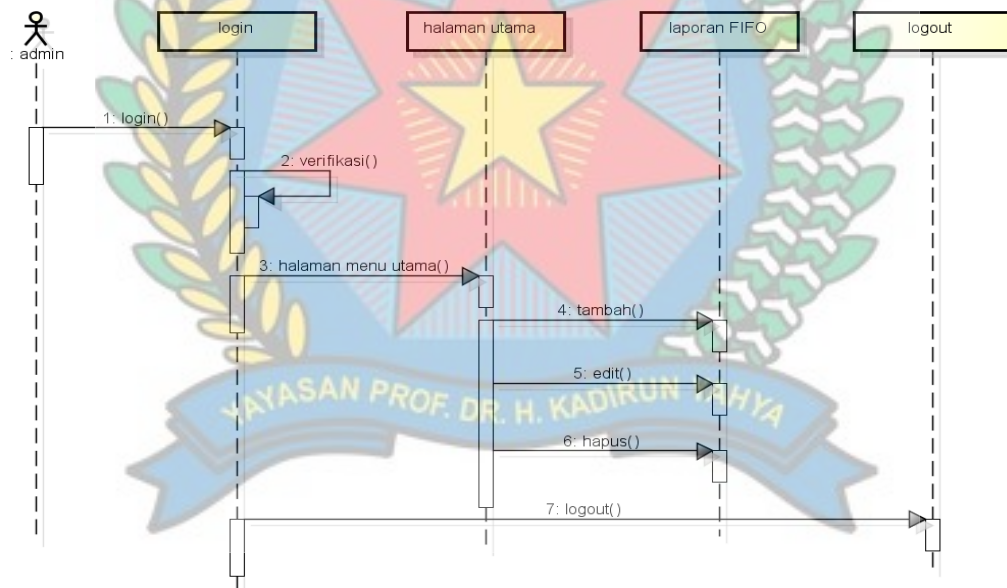 login
halaman utama
laporan FIFO
logout
: admin
1: login()
2: verifikasi()
3: halaman menu utama()
4: tambah()
5: edit()
YAYASAN PROF. DR. H. KADIRUN YAHYA
6: hapus()
7: logout()